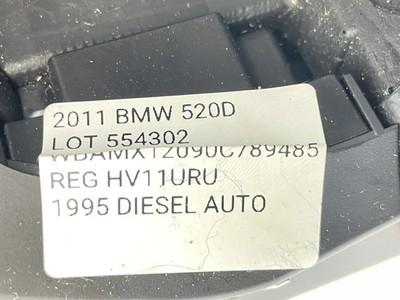 2011 BMW 520D
LOT 554302
WBAMX12090C789485
REG HV11URU
1995 DIESEL AUTO